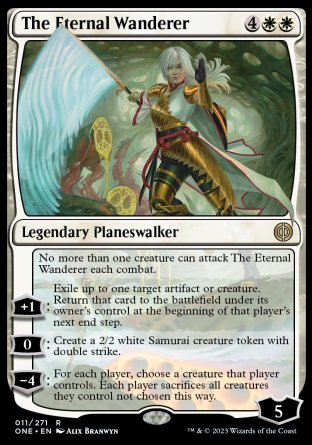 The Eternal Wanderer 4
Legendary Planeswalker
No more than one creature can attack The Eternal
Wanderer each combat.
Exile up to one target artifact or creature.
Return that card to the battlefield under its
+1: owner's control at the beginning of that player's
next end step.
0: Create a 2/2 white Samurai creature token with
double strike.
For each player, choose a creature that player
-4: controls. Each player sacrifices all creatures
they control not chosen this way.
5
011/271 R
ONE • EN Alix Branwyn ™ & © 2023 Wizards of the Coast